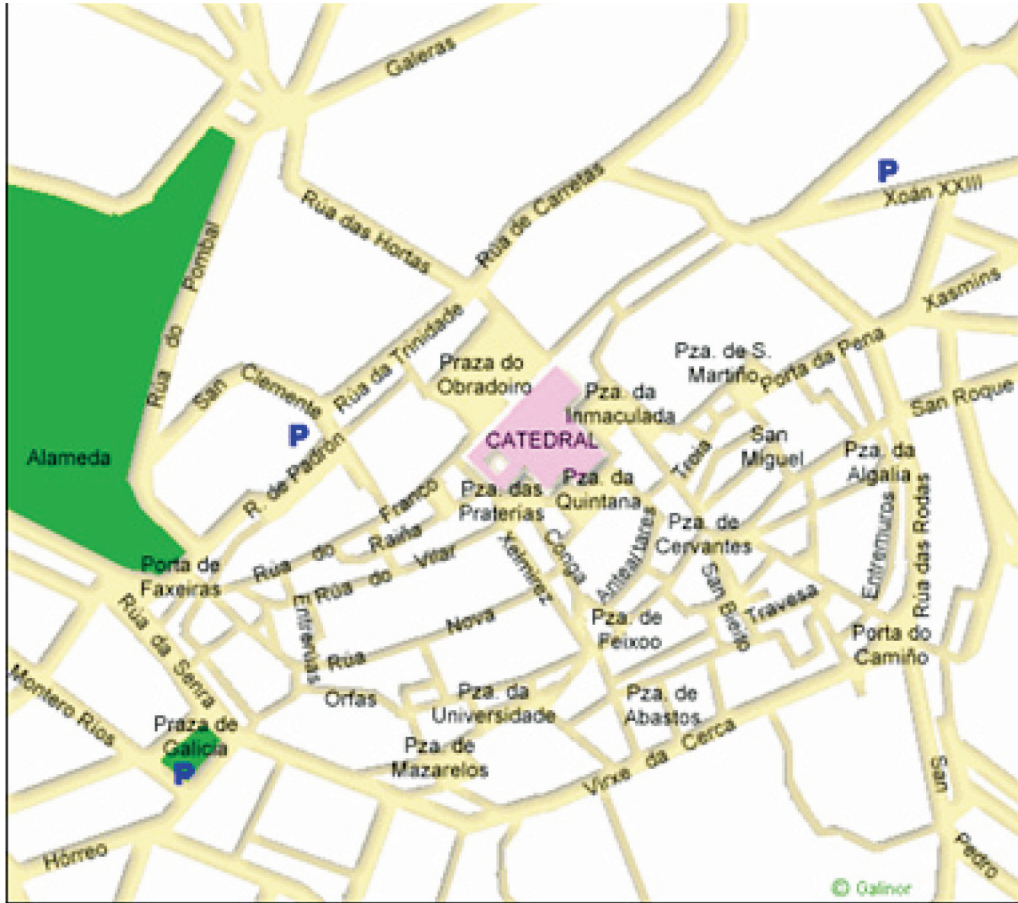 Galeras
P
Xoán XXIII
Rúa das Hortas
Rúa de Carretas
Rúa do Pombal
Xasmins
Praza do
Obradoiro
Rúa da Trinidade
Pza. de S.
Martiño
Porta da Pena
San Clemente
Pza. da
Inmaculada
San Roque
P
CATEDRAL
Alameda
R. de Padrón
Troia
San
Miguel
Pza. da
Algalia
Pza. das
Praterías
Pza. da
Quintana
Rúa do Franco
Raiña
Pza. de
Cervantes
Entremuros
Rúa das Rodas
Porta de
Faxeiras
Rúa do Vilar
Xelmírez
Conga
Antealtares
San Bieito
Travesa
Entrerúas
Rúa Nova
Pza. de
Feixoo
Porta do
Camiño
Rúa da Senra
Orfas
Pza. da
Universidade
Pza. de
Abastos
Montero Ríos
Praza de
Galicia
P
Pza. de
Mazarelos
Virxe da Cerca
San Pedro
Hórreo
© Galinor